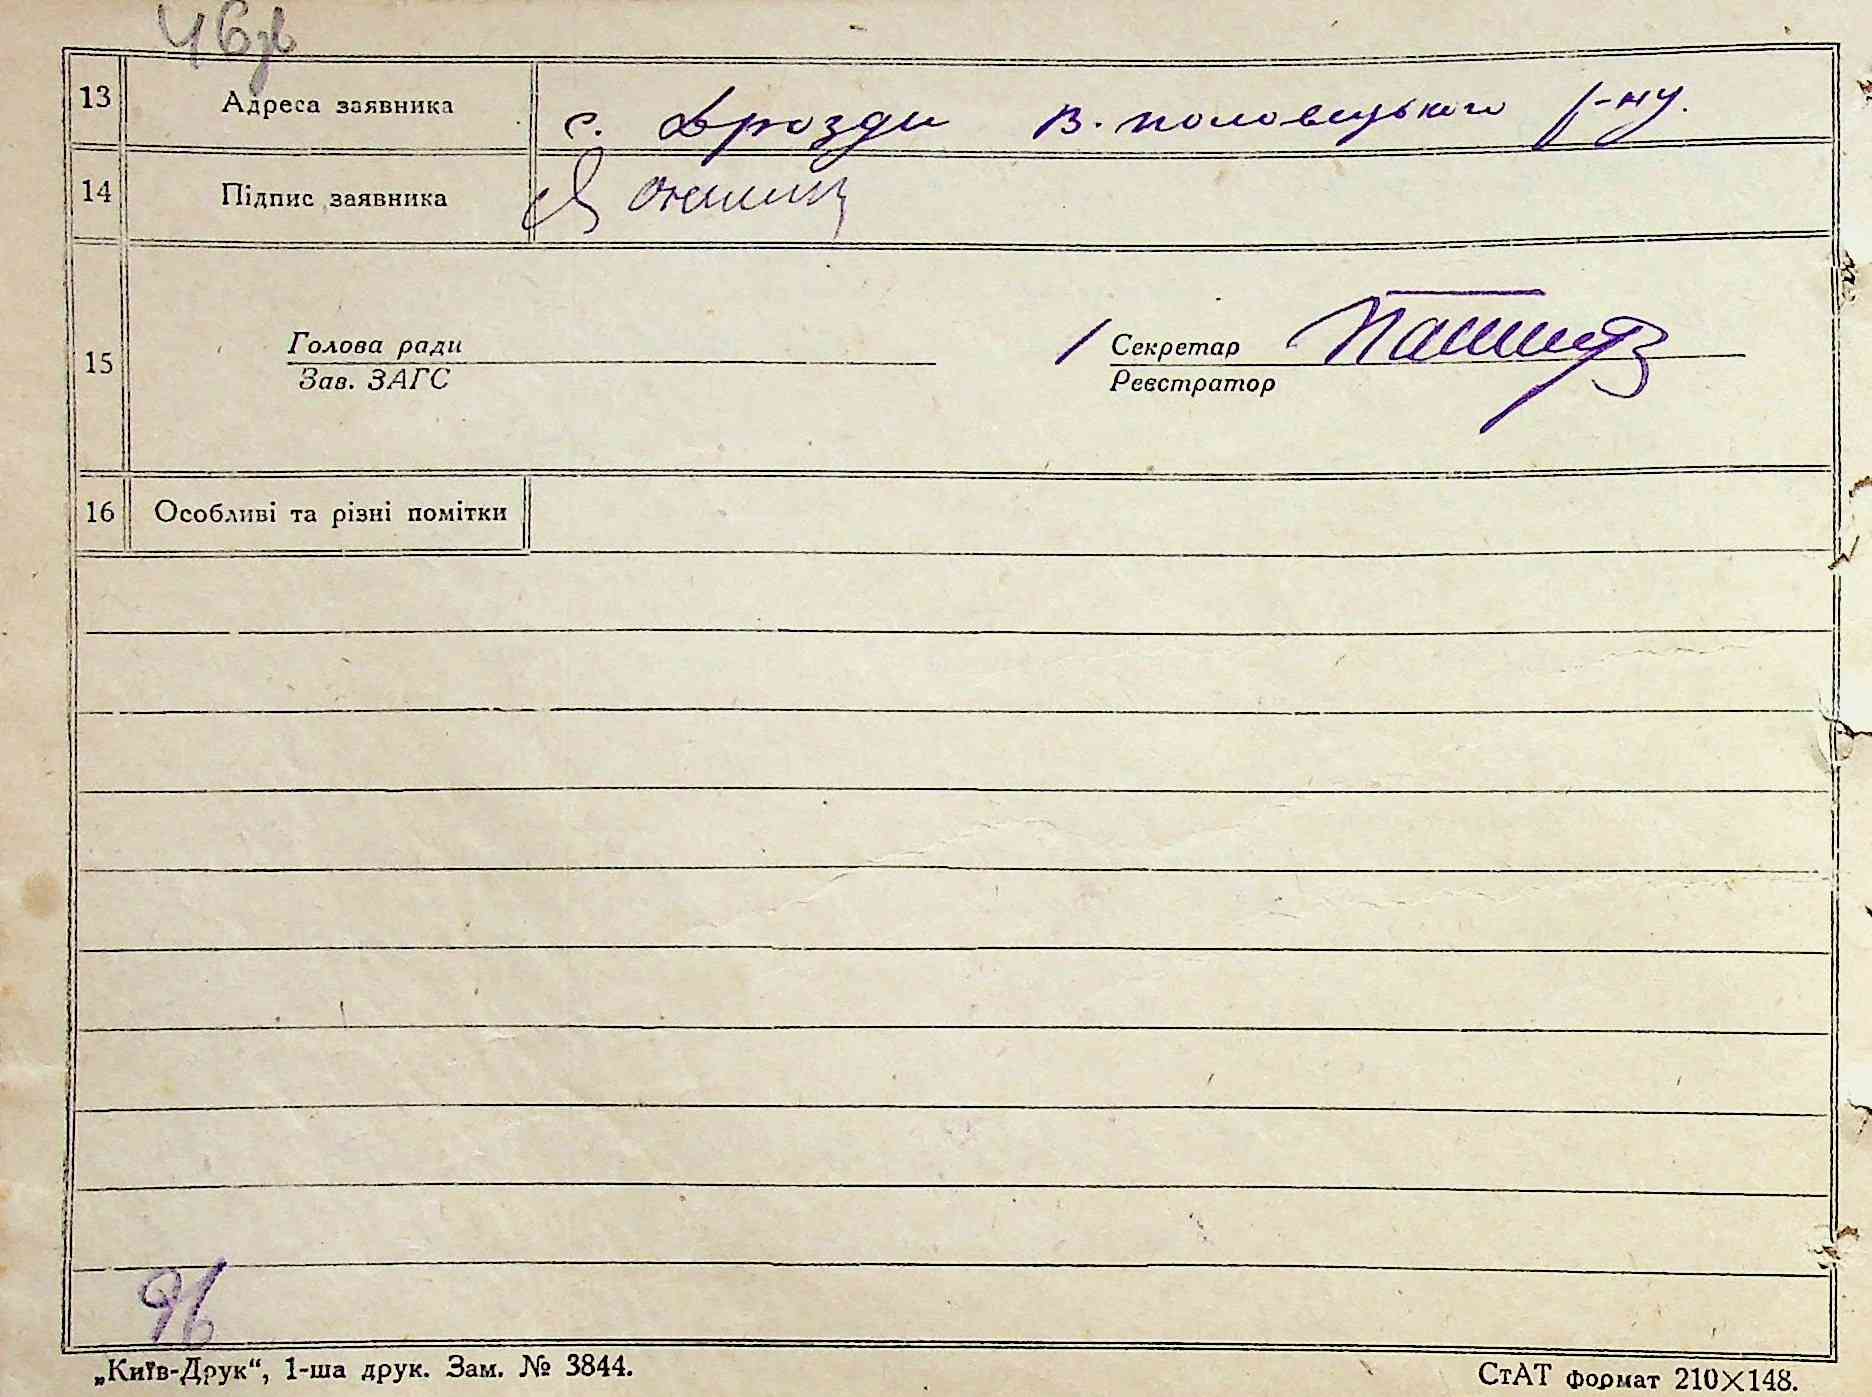 46зв
13 Адреса заявника с. Дрозди В. половецького р-ну.
14 Підпис заявника
15
Голова ради Секретар
Зав. ЗАГС Реєстратор
16 Особливі та різні помітки
96
„Київ-Друк“, 1-ша друк. Зам. № 3844. СтАТ формат 210×148.